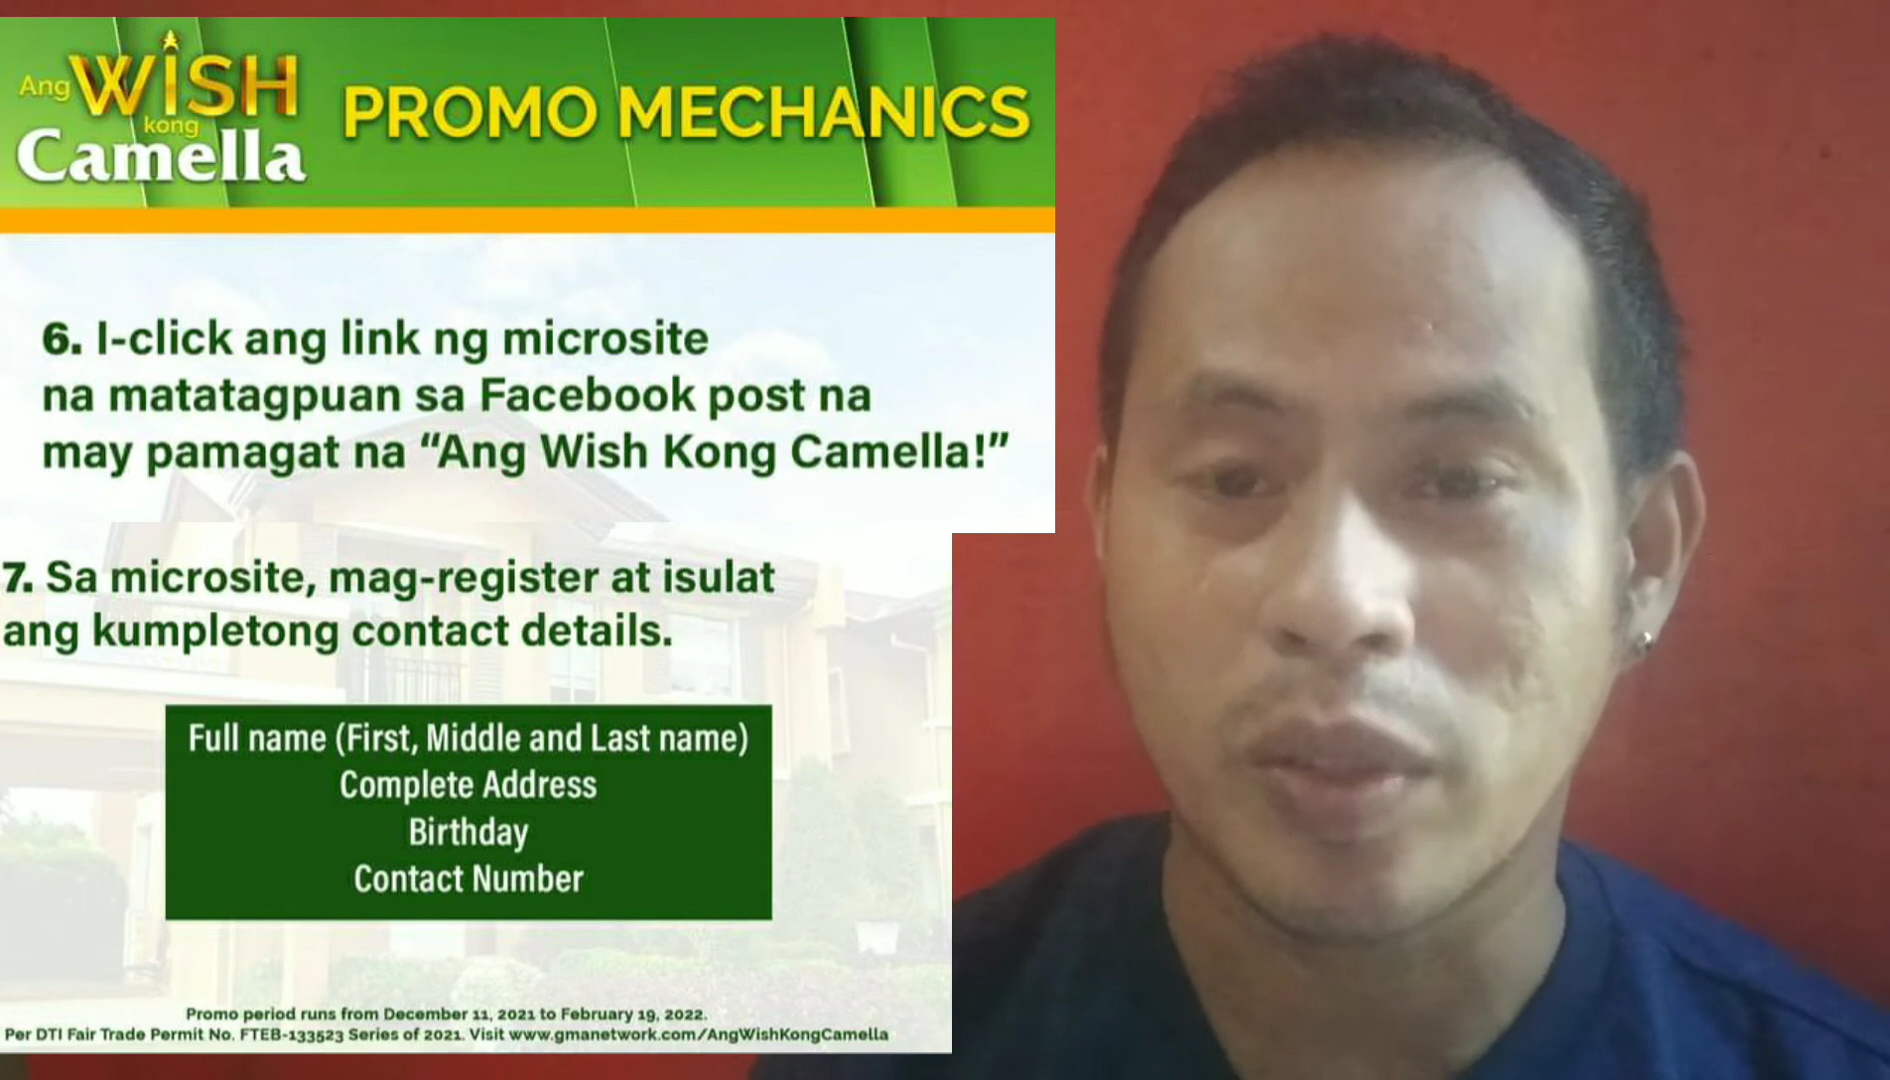 Ang WISH
kong
Camella
PROMO MECHANICS
6. I-click ang link ng microsite
na matatagpuan sa Facebook post na
may pamagat na “Ang Wish Kong Camella!”
7. Sa microsite, mag-register at isulat
ang kumpletong contact details.
Full name (First, Middle and Last name)
Complete Address
Birthday
Contact Number
Promo period runs from December 11, 2021 to February 19, 2022.
Per DTI Fair Trade Permit No. FTEB-133523 Series of 2021. Visit www.gmanetwork.com/AngWishKongCamella